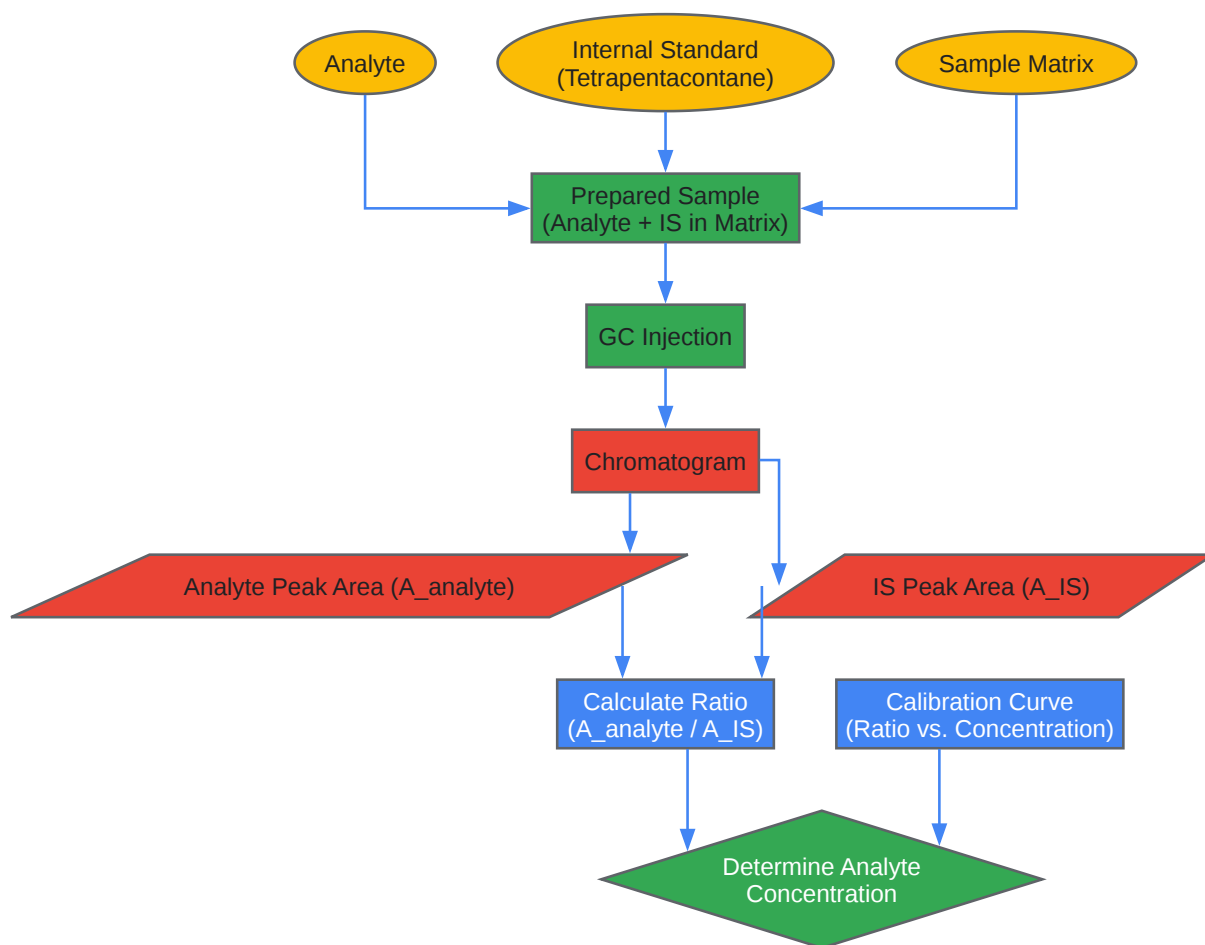 Analyte
Internal Standard
(Tetrapentacontane)
Sample Matrix
Prepared Sample
(Analyte + IS in Matrix)
GC Injection
Chromatogram
Analyte Peak Area (A_analyte)
IS Peak Area (A_IS)
Calculate Ratio
(A_analyte / A_IS)
Calibration Curve
(Ratio vs. Concentration)
Determine Analyte
Concentration